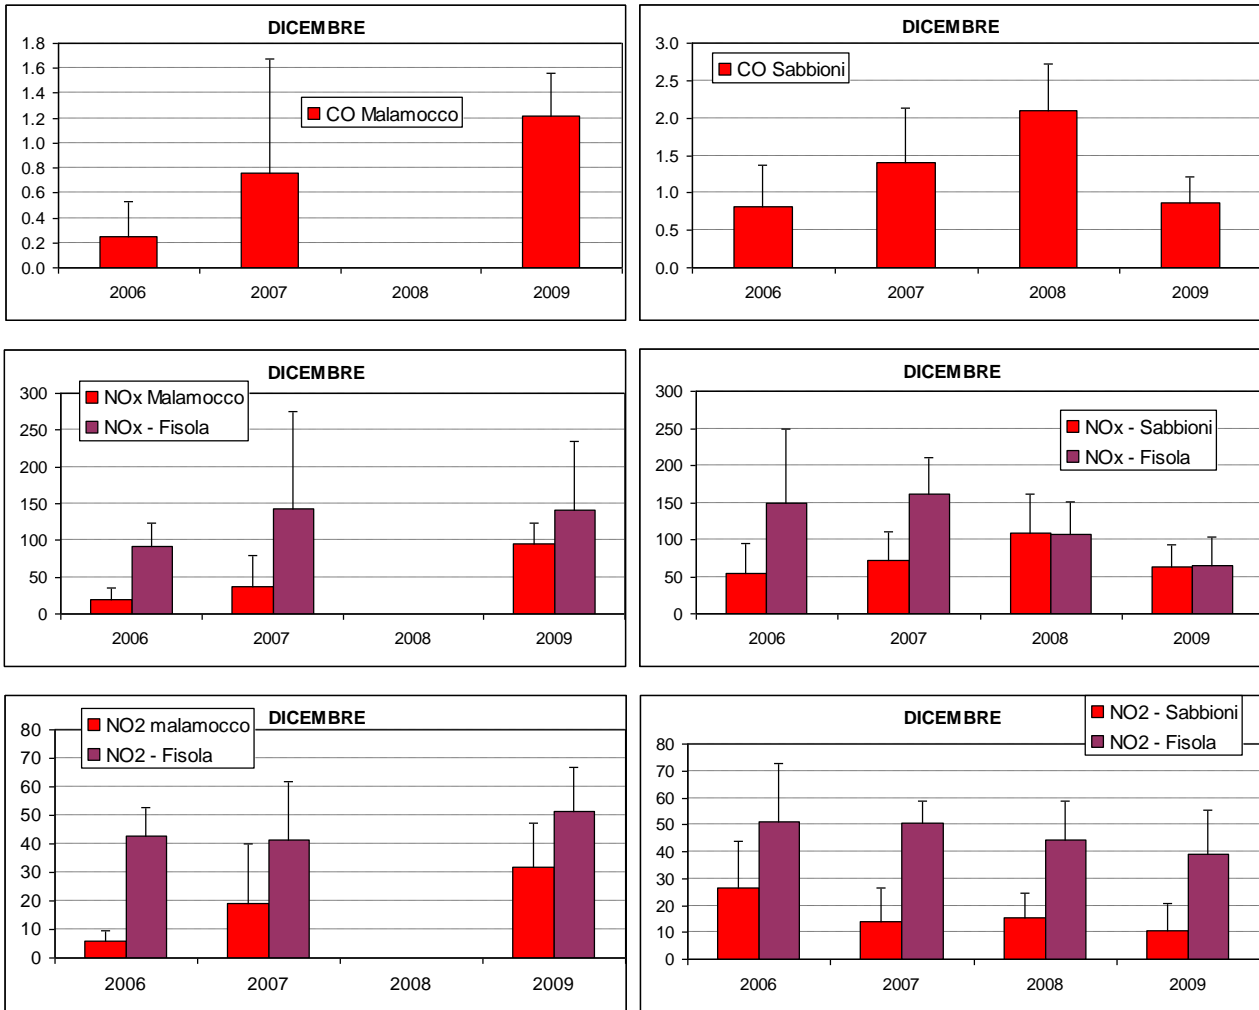 DICEMBRE
1.8
1.6
1.4
1.2
1.0
0.8
0.6
0.4
0.2
0.0
CO Malamocco
2006 2007 2008 2009
DICEMBRE
3.0
2.5
2.0
1.5
1.0
0.5
0.0
CO Sabbioni
2006 2007 2008 2009
DICEMBRE
300
250
200
150
100
50
0
NOx Malamocco
NOx - Fisola
2006 2007 2008 2009
DICEMBRE
300
250
200
150
100
50
0
NOx - Sabbioni
NOx - Fisola
2006 2007 2008 2009
DICEMBRE
80
70
60
50
40
30
20
10
0
NO2 malamocco
NO2 - Fisola
2006 2007 2008 2009
DICEMBRE
80
70
60
50
40
30
20
10
0
NO2 - Sabbioni
NO2 - Fisola
2006 2007 2008 2009